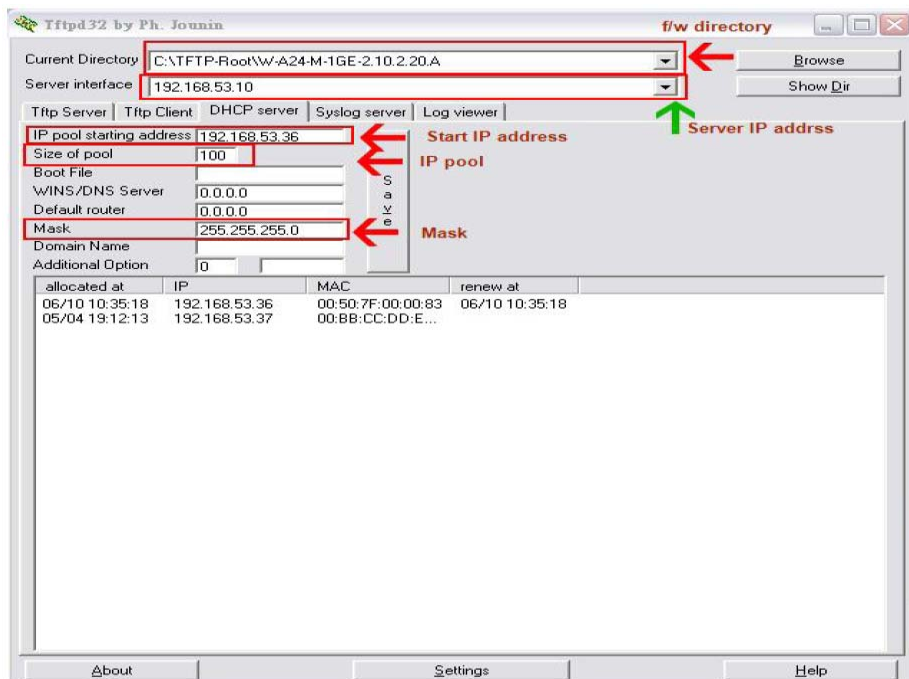 Tftpd32 by Ph. Jounin
f/w directory
Current Directory C:\TFTP-Root\W-A24-M-1GE-2.10.2.20.A Browse
Server interface 192.168.53.10 Show Dir
Tftp Server Tftp Client DHCP server Syslog server Log viewer
Server IP addrss
IP pool starting address 192.168.53.36 Start IP address
Size of pool 100 IP pool
Boot File
WINS/DNS Server 0.0.0.0
Default router 0.0.0.0
Mask 255.255.255.0 Mask
Domain Name
Additional Option 0
Save
allocated at IP MAC renew at
06/10 10:35:18 192.168.53.36 00:50:7F:00:00:83 06/10 10:35:18
05/04 19:12:13 192.168.53.37 00:BB:CC:DD:E...
About Settings Help